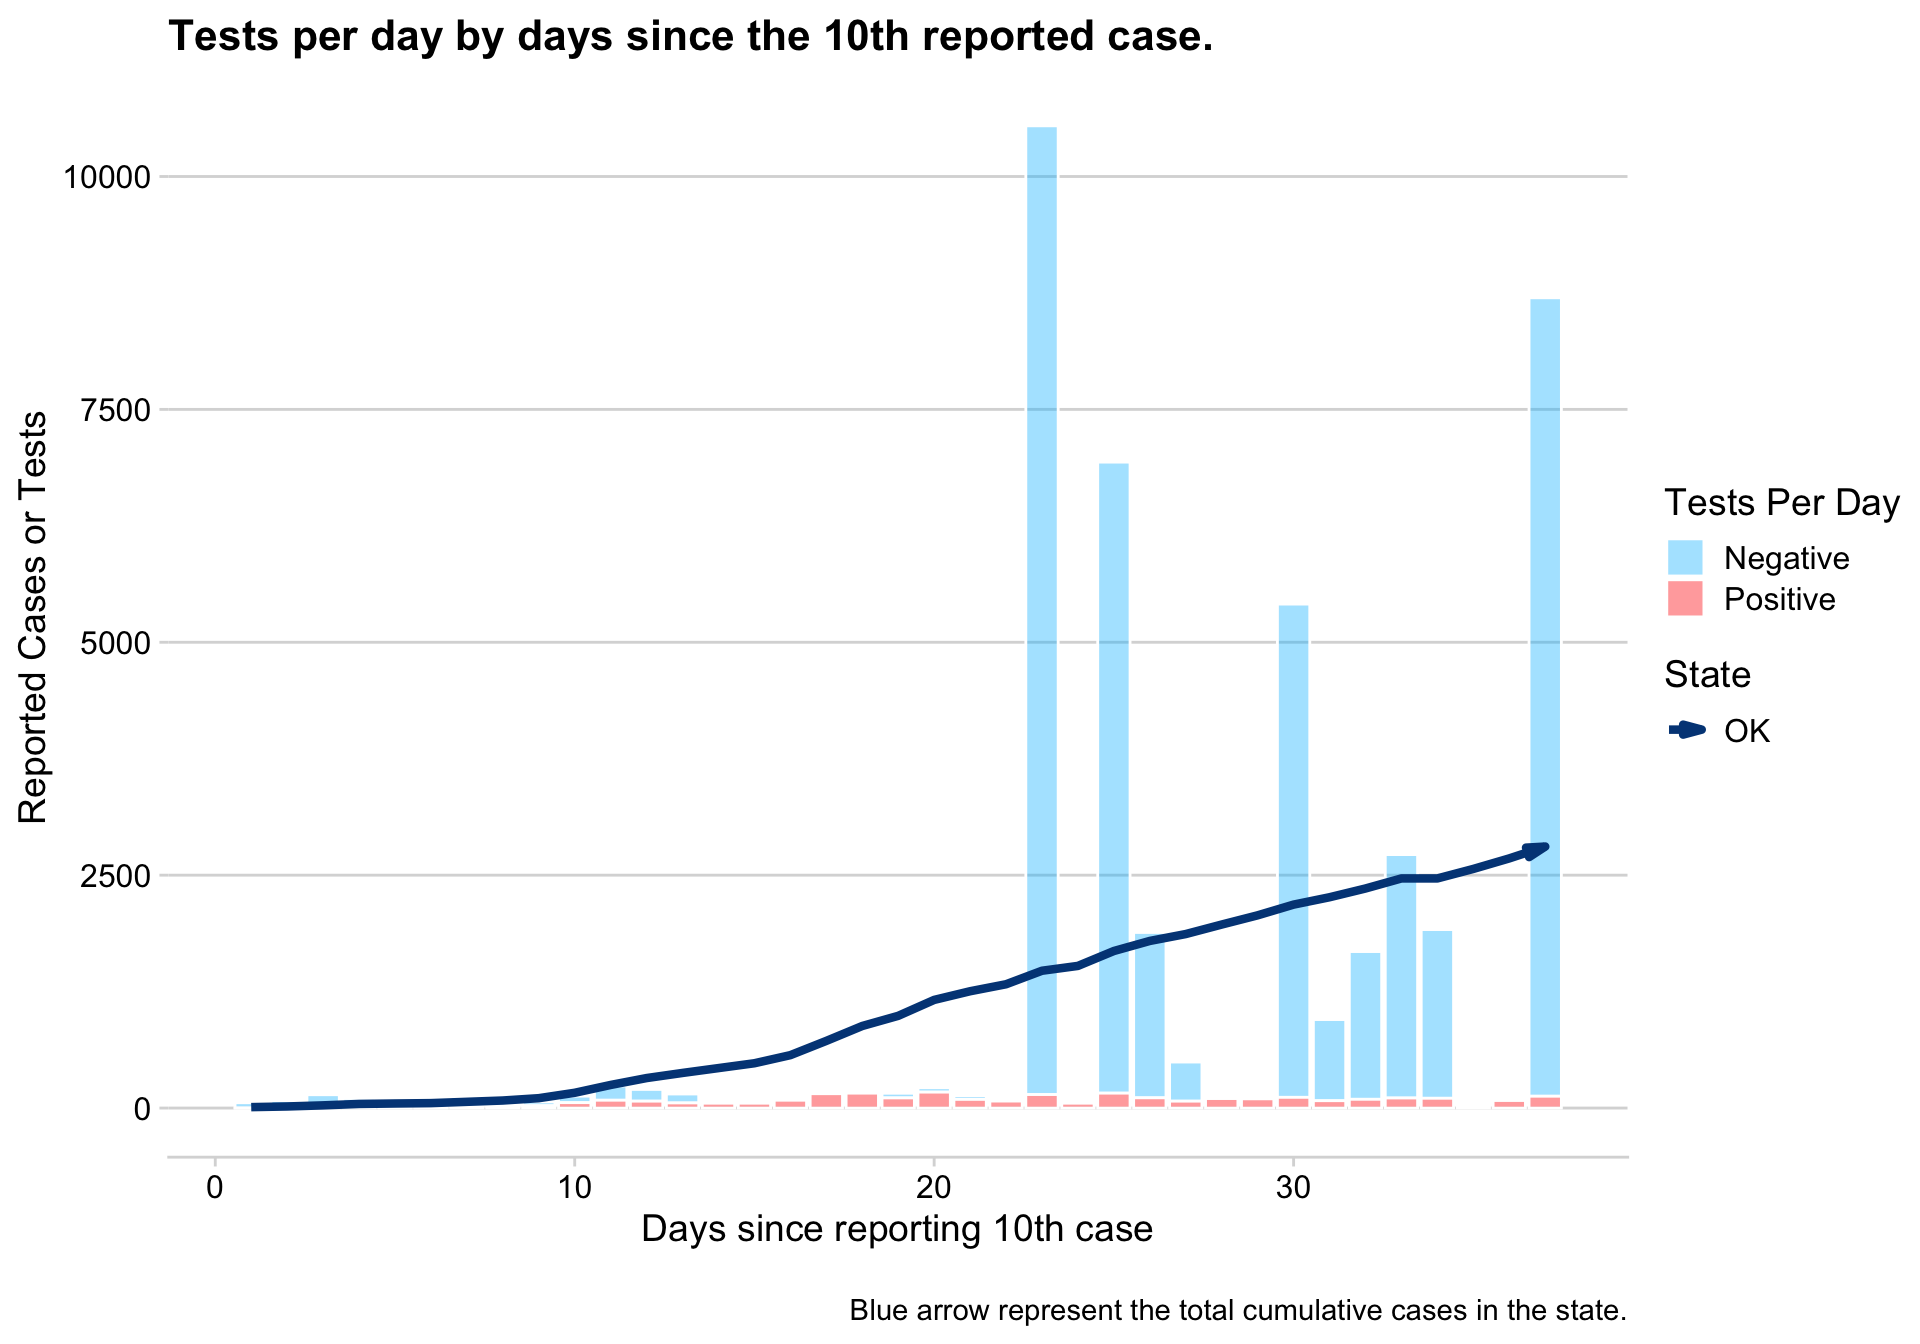 Tests per day by days since the 10th reported case.
10000
7500
5000
2500
0
Reported Cases or Tests
0 10 20 30
Days since reporting 10th case
Tests Per Day
Negative
Positive
State
OK
Blue arrow represent the total cumulative cases in the state.